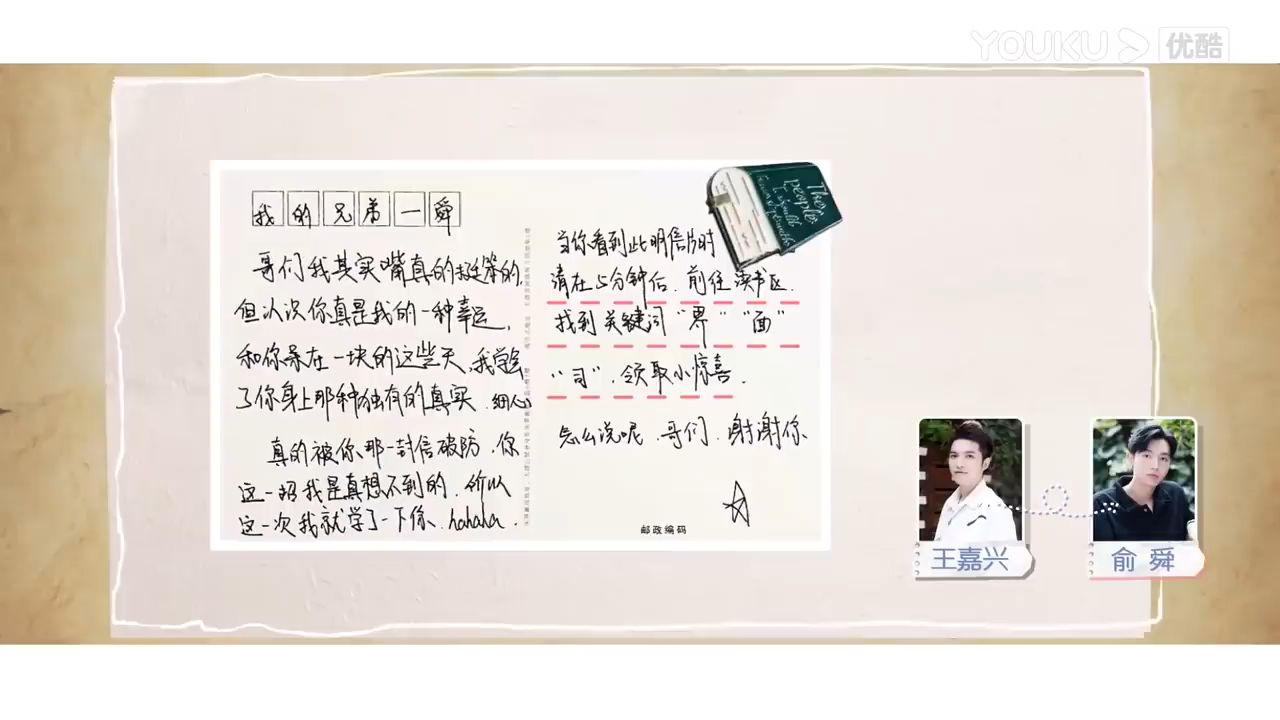 YOUKU 优酷
我的兄弟一舜
哥们我其实嘴真的挺笨的,
但认识你真是我的一种幸运,
和你呆在一块的这些天,我学会
了你身上那种独有的真实、细心
真的被你那一封信破防,你
这一招我是真想不到的,所以
这一次我就学了一下你、hahaha.
当你看到此明信片时
请在5分钟后,前往读书区.
找到关键词“界”“面”
“司”,领取小惊喜.
怎么说呢,哥们,谢谢你、
邮政编码
The
people
I
王嘉兴
俞舜